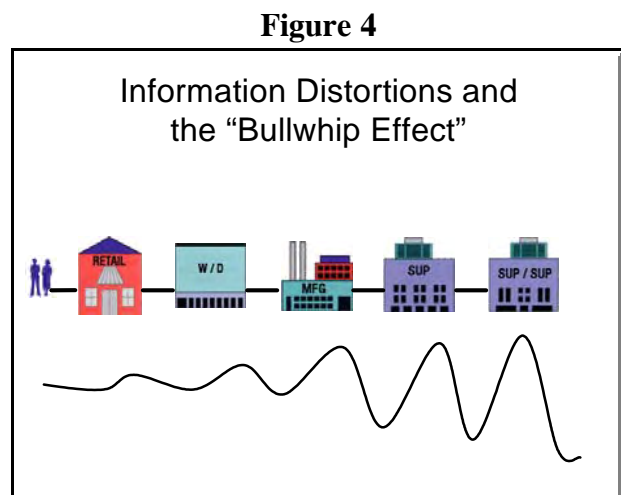 Figure 4
Information Distortions and
the “Bullwhip Effect”
RETAIL
W / D
MFG
SUP
SUP / SUP